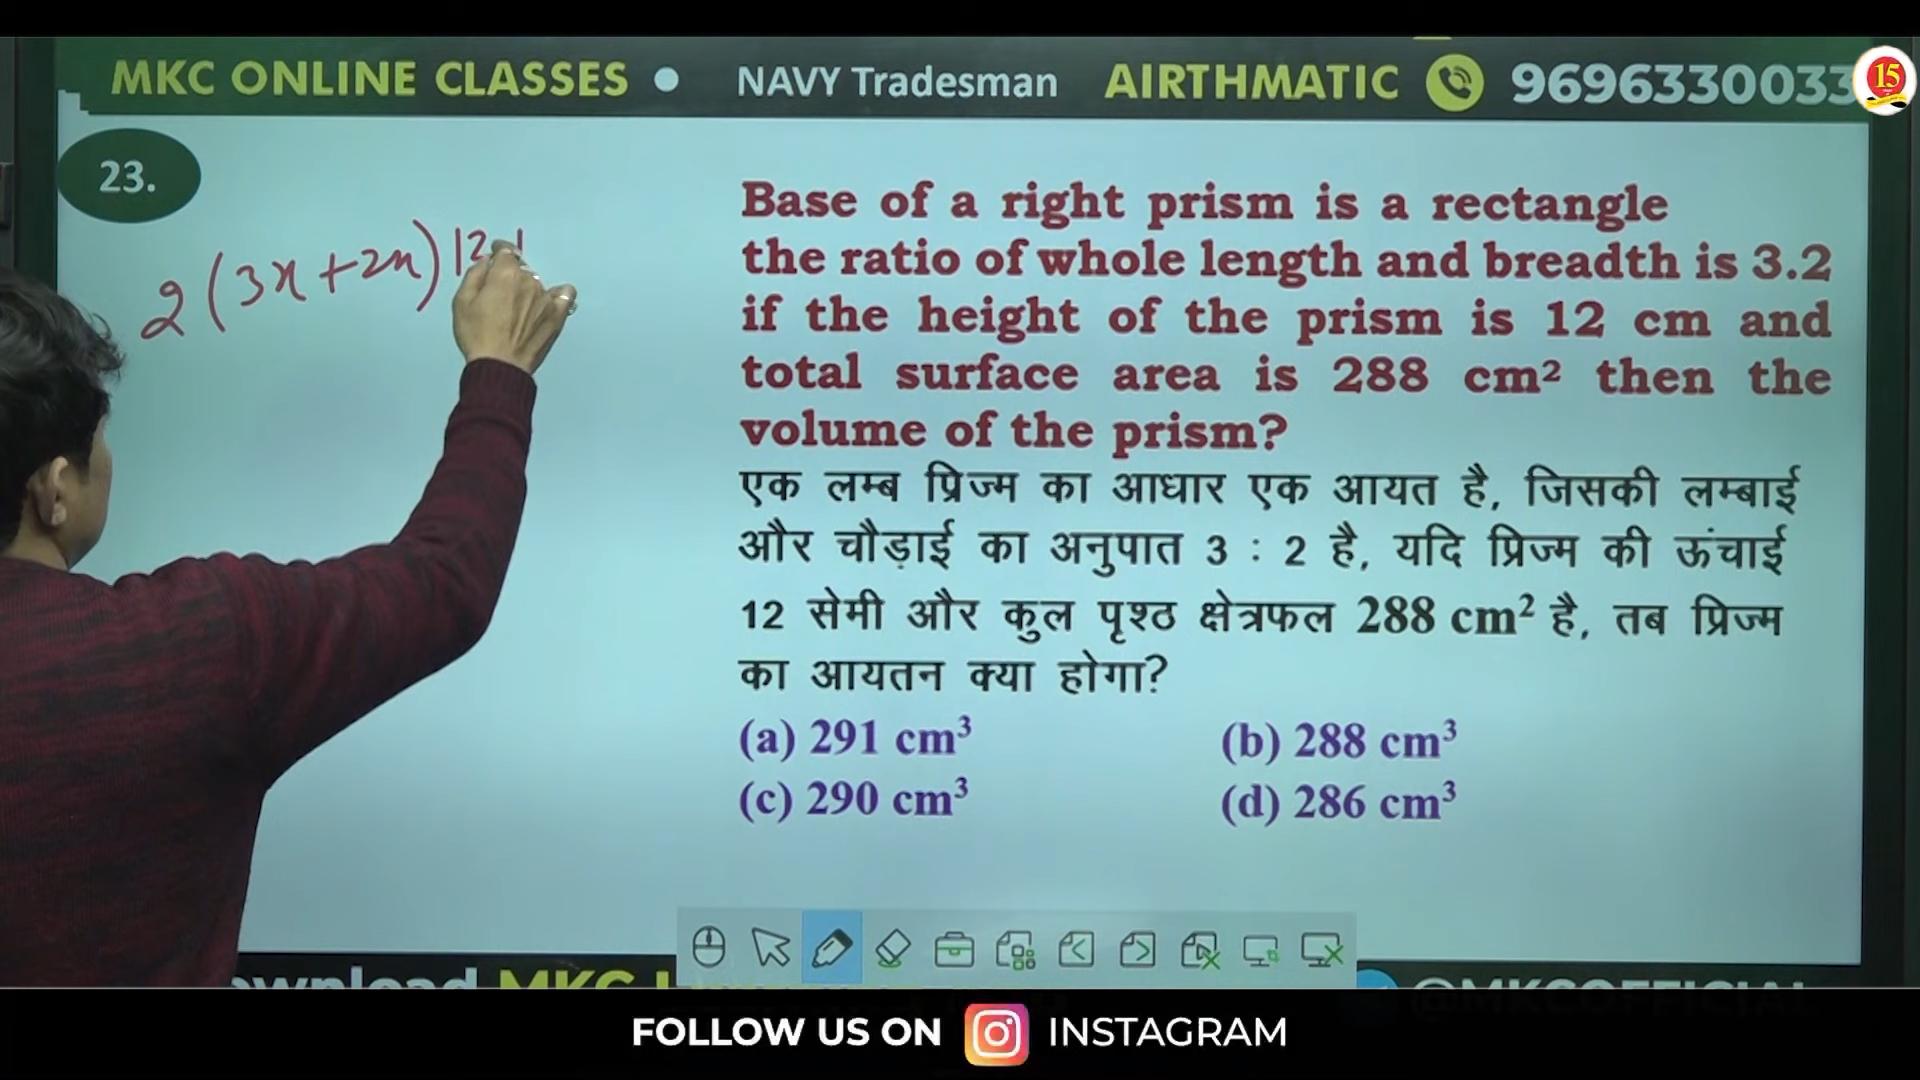 MKC ONLINE CLASSES ● NAVY Tradesman AIRTHMATIC 9696330033
15
23.
2(3x+2x)12+
Base of a right prism is a rectangle
the ratio of whole length and breadth is 3.2
if the height of the prism is 12 cm and
total surface area is 288 cm² then the
volume of the prism?
एक लम्ब प्रिज्म का आधार एक आयत है, जिसकी लम्बाई
और चौड़ाई का अनुपात 3 : 2 है, यदि प्रिज्म की ऊंचाई
12 सेमी और कुल पृश्ठ क्षेत्रफल 288 cm² है, तब प्रिज्म
का आयतन क्या होगा?
(a) 291 cm³ (b) 288 cm³
(c) 290 cm³ (d) 286 cm³
FOLLOW US ON INSTAGRAM